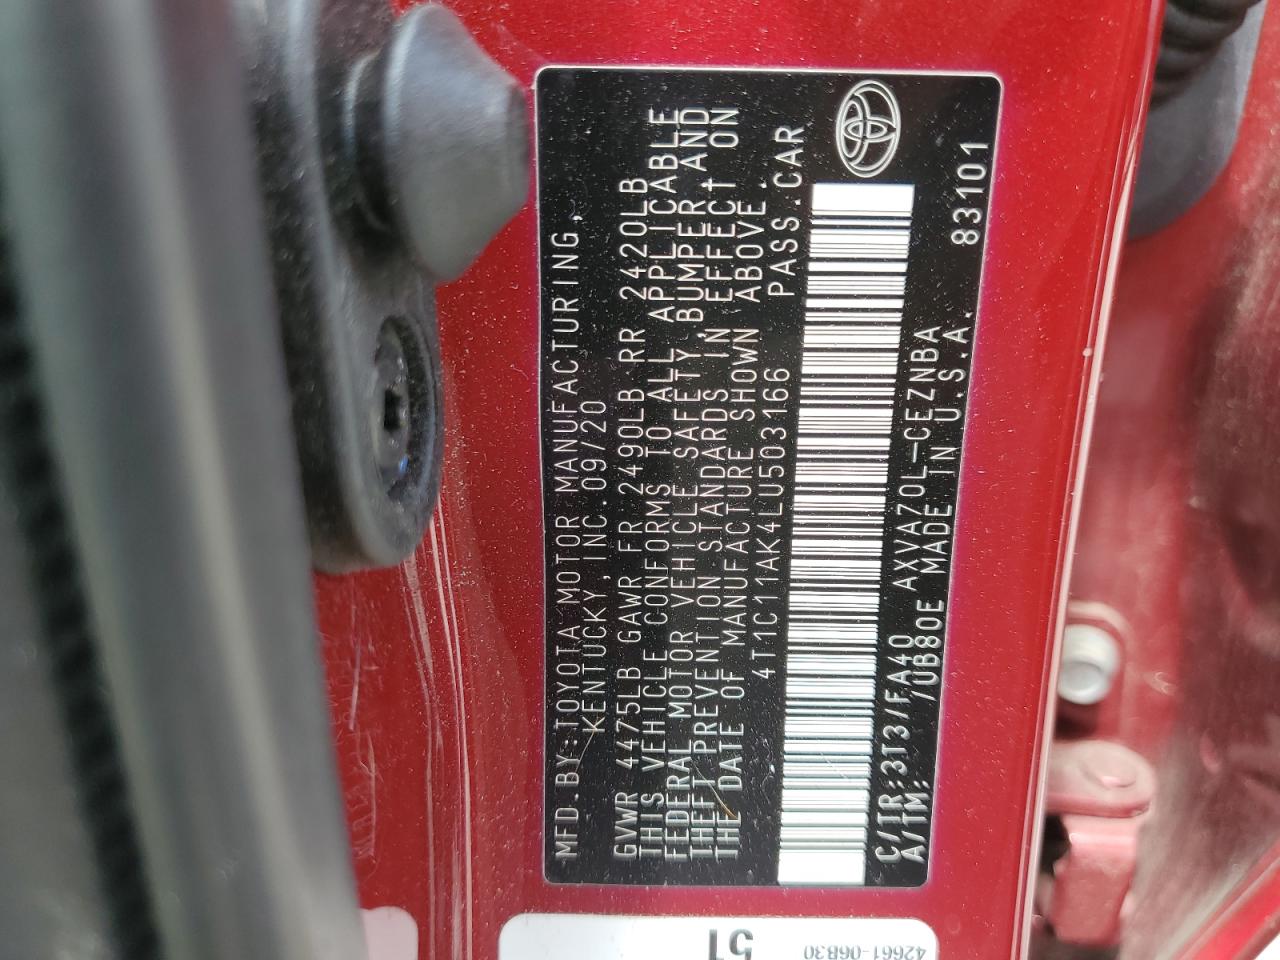 MFD.BY:TOYOTA MOTOR MANUFACTURING,
KENTUCKY,INC.09/20
GVWR 4475LB GAWR FR 2490LB RR 2420LB
THIS VEHICLE CONFORMS TO ALL APPLICABLE
FEDERAL MOTOR VEHICLE SAFETY,BUMPER,AND
THEFT PREVENTION STANDARDS IN EFFECT ON
THE DATE OF MANUFACTURE SHOWN ABOVE.
4T1C11AK4LU503166 PASS.CAR
83101
C/TR:3T3/FA40 AXVA70L-CEZNBA
A/TM: /UB80E MADE IN U.S.A.
51
42661-06B30